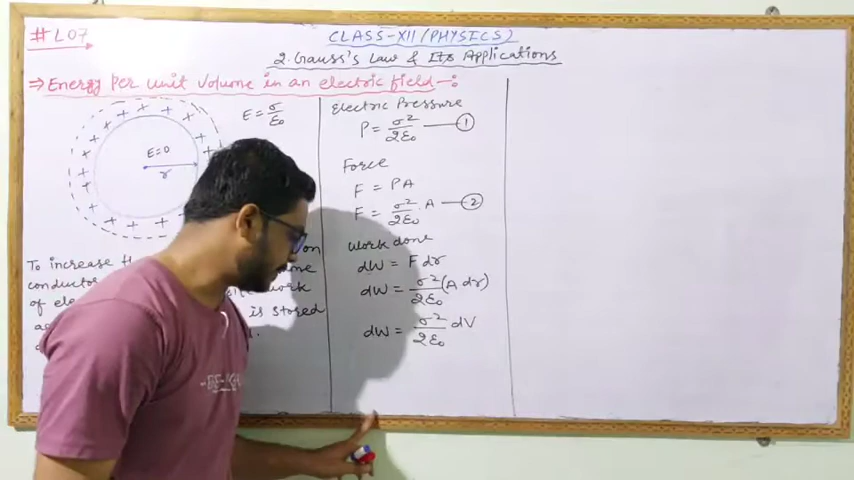 #L07
CLASS-XII (PHYSICS)
2. Gauss's Law & Its Applications
⇒ Energy Per unit Volume in an electric field -:
E = σ/ε₀
E=0
r
To increase
conductor
of ele
work
is stored
Electric Pressure
P = σ²/2ε₀ —— ①
Force
F = PA
F = σ²/2ε₀ . A —— ②
Work done
dW = F dr
dW = σ²/2ε₀ (A dr)
dW = σ²/2ε₀ dV